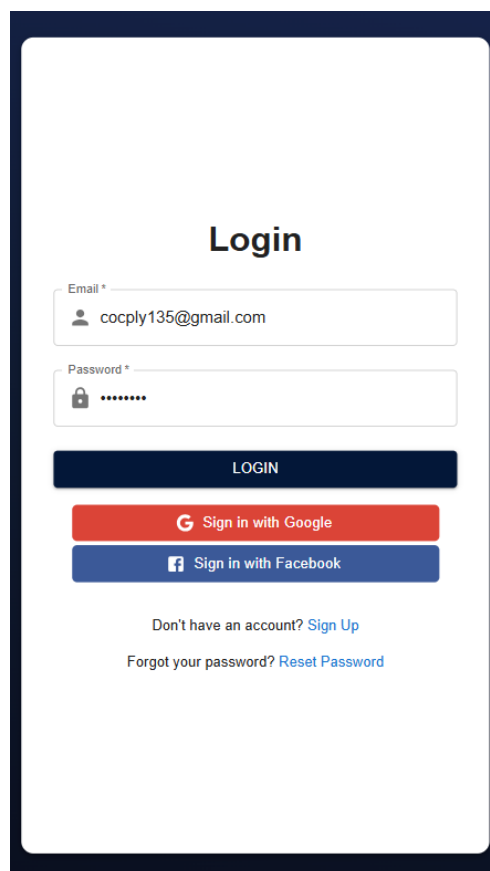 Login
Email *
cocply135@gmail.com
Password *
••••••••
LOGIN
G Sign in with Google
f Sign in with Facebook
Don't have an account? Sign Up
Forgot your password? Reset Password